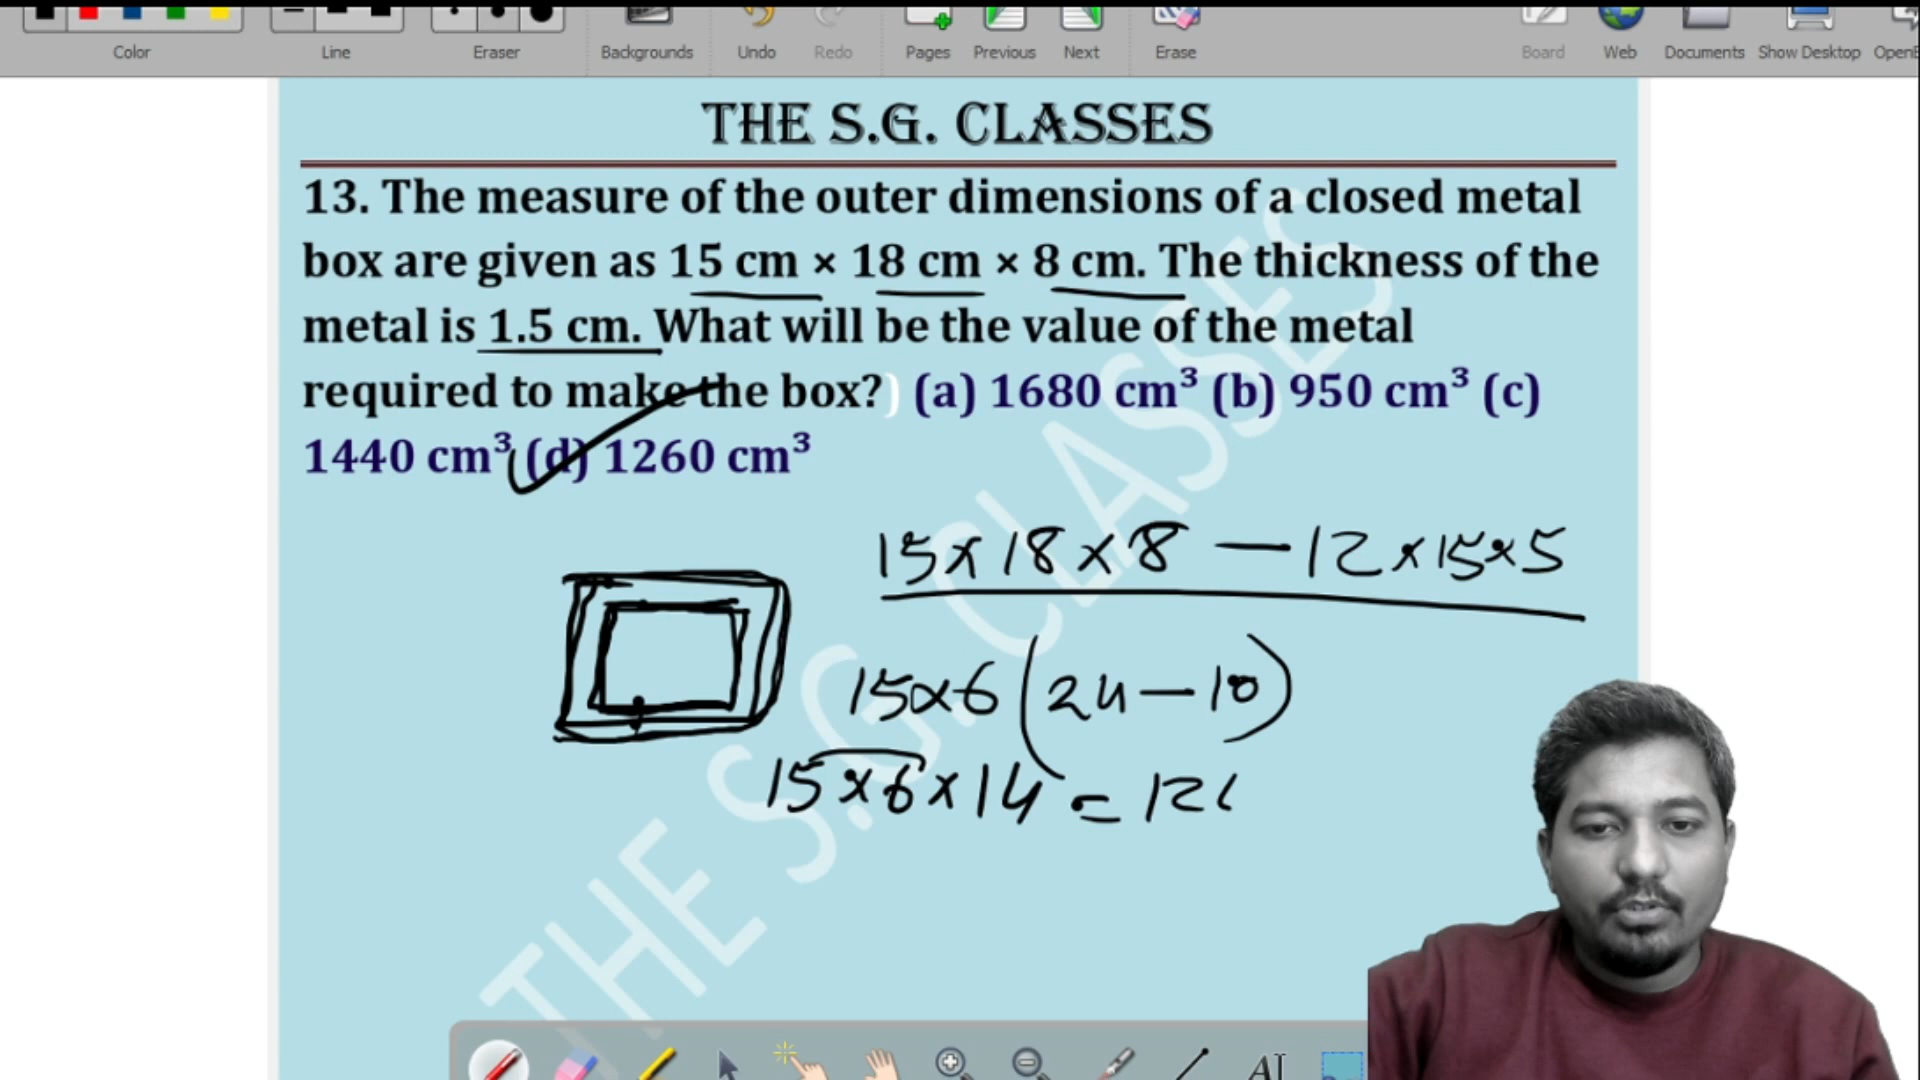 Color Line Eraser Backgrounds Undo Redo Pages Previous Next Erase Board Web Documents Show Desktop OpenB
THE S.G. CLASSES
13. The measure of the outer dimensions of a closed metal
box are given as 15 cm × 18 cm × 8 cm. The thickness of the
metal is 1.5 cm. What will be the value of the metal
required to make the box?) (a) 1680 cm³ (b) 950 cm³ (c)
1440 cm³ (d) 1260 cm³
15×18×8 — 12×15×5
15×6(24—10)
15×6×14 = 126
THE S.G. CLASSES